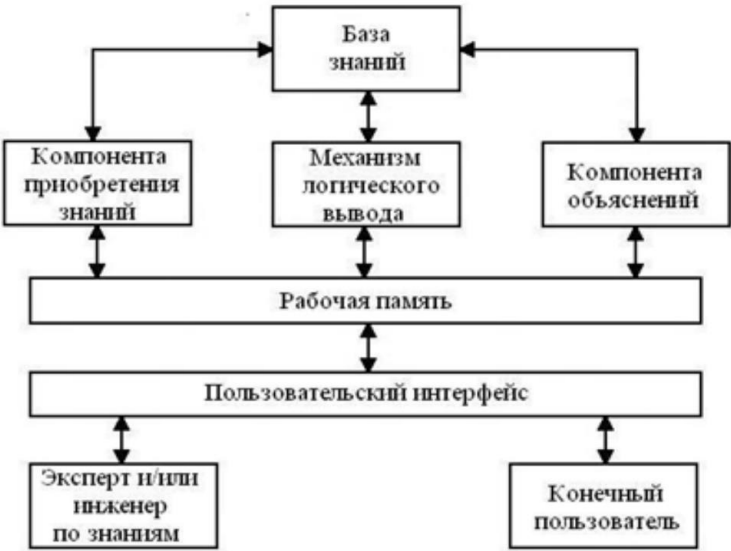 База
знаний
Компонента
приобретения
знаний
Механизм
логического
вывода
Компонента
обьяснений
Рабочая память
Пользовательский интерфейс
Эксперт и/или
инженер
по знаниям
Конечный
пользователь